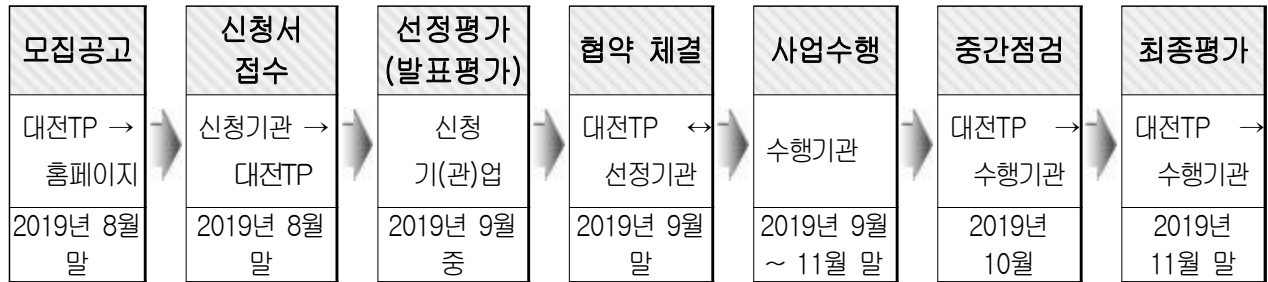 모집공고
대전TP →
홈페이지
2019년 8월
말
신청서
접수
신청기관 →
대전TP
2019년 8월
말
선정평가
(발표평가)
신청
기(관)업
2019년 9월
중
협약 체결
대전TP ↔
선정기관
2019년 9월
말
사업수행
수행기관
2019년 9월
~ 11월 말
중간점검
대전TP →
수행기관
2019년
10월
최종평가
대전TP →
수행기관
2019년
11월 말